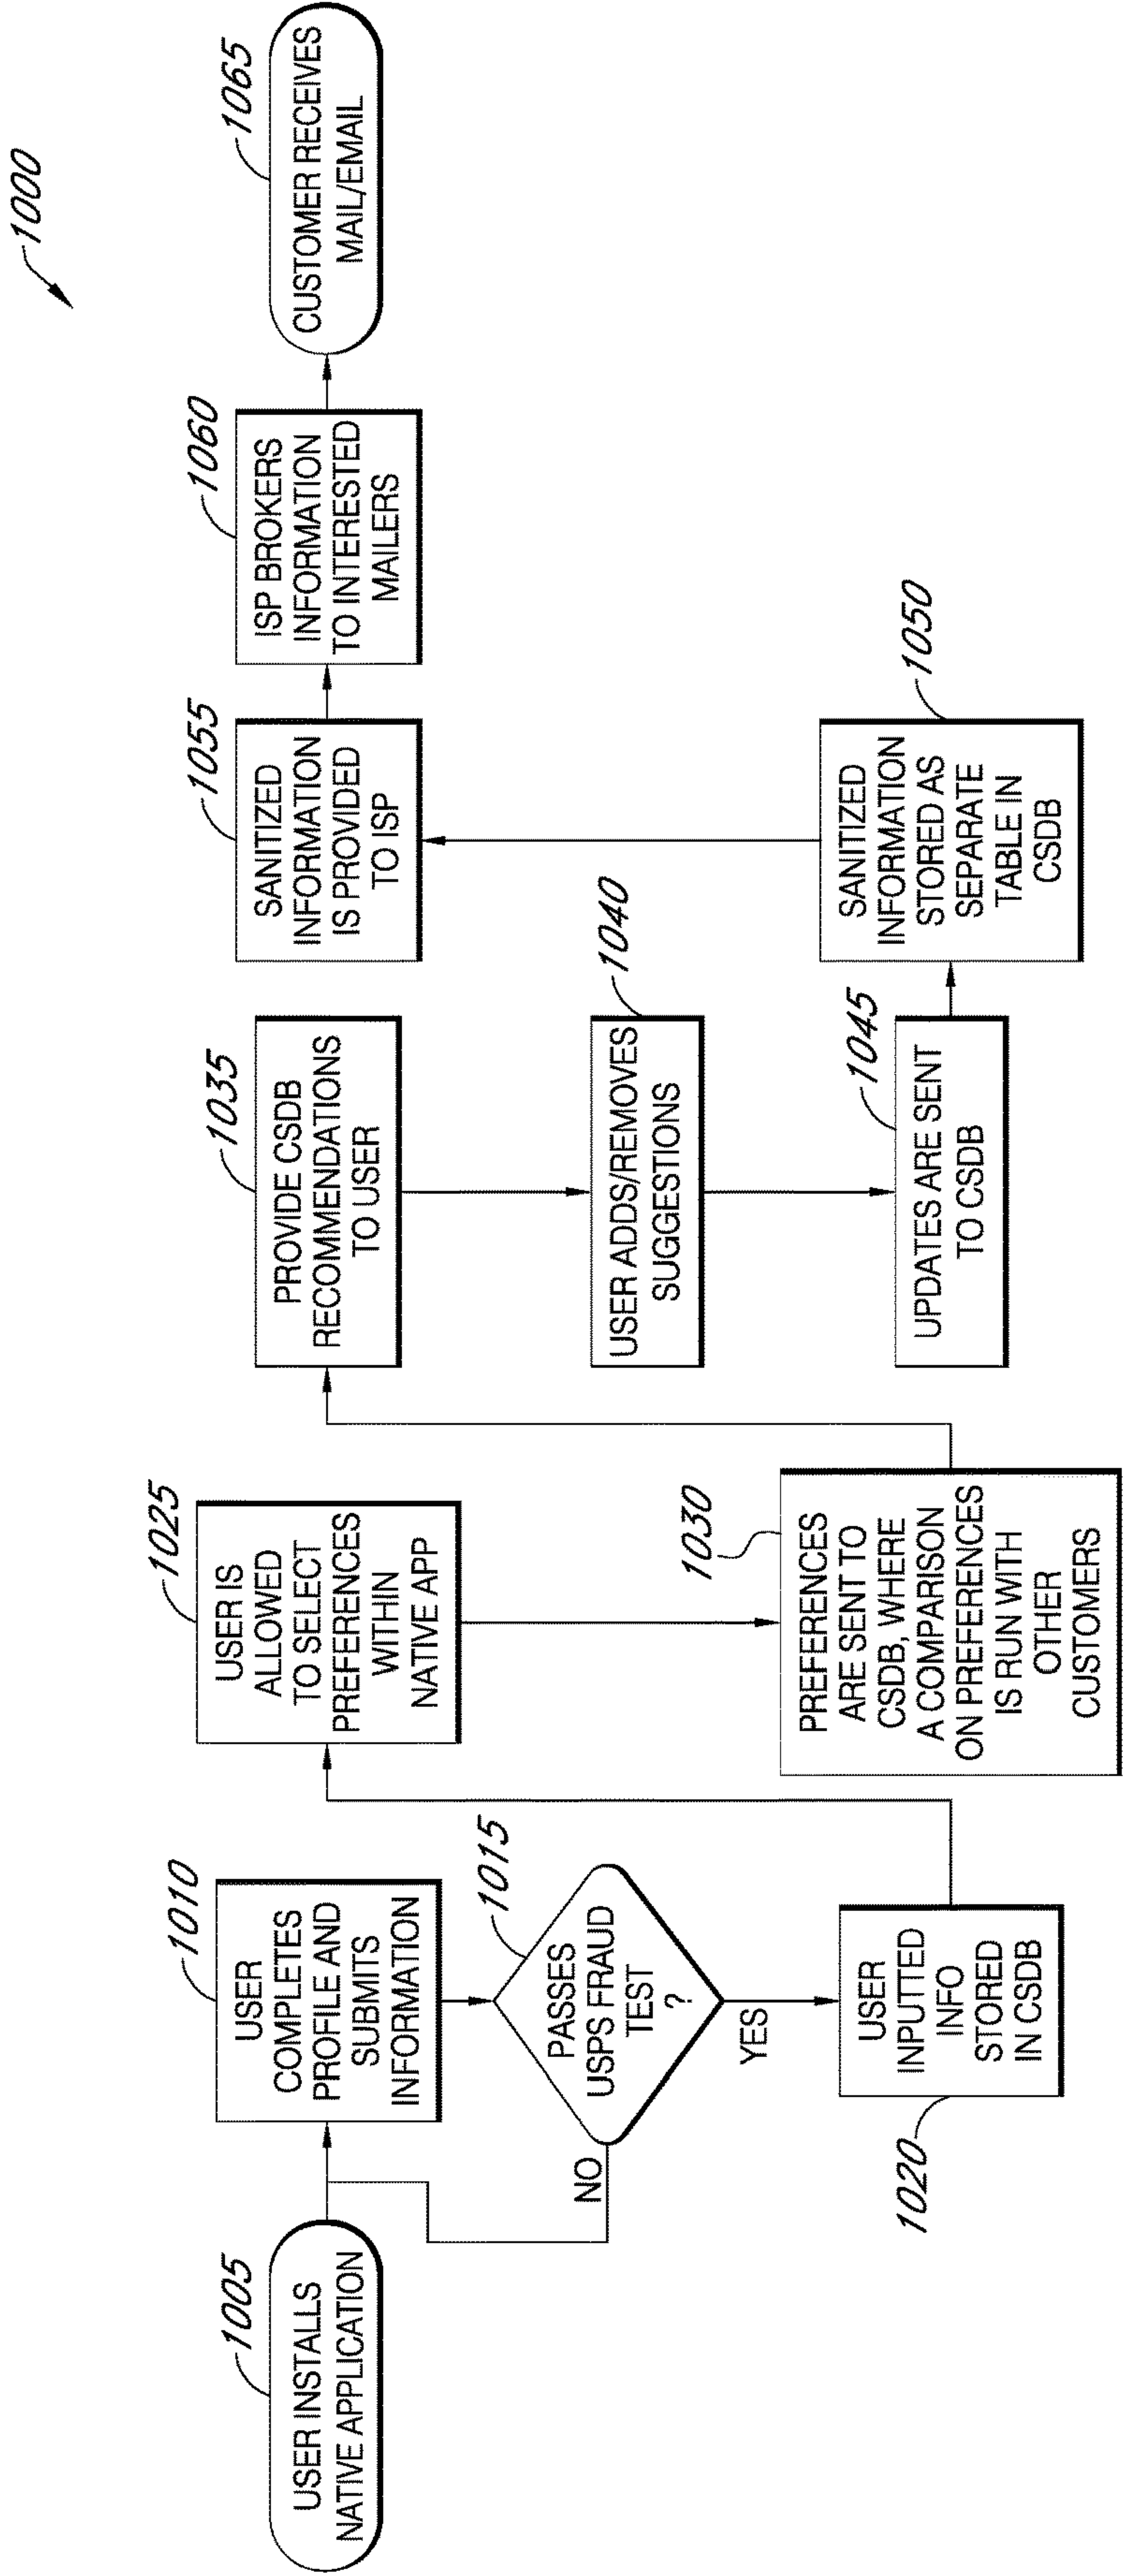 1000
1005
USER INSTALLS
NATIVE APPLICATION
1010
USER
COMPLETES
PROFILE AND
SUBMITS
INFORMATION
1015
PASSES
USPS FRAUD
TEST
?
NO
YES
1020
USER
INPUTTED
INFO
STORED
IN CSDB
1025
USER IS
ALLOWED
TO SELECT
PREFERENCES
WITHIN
NATIVE APP
1030
PREFERENCES
ARE SENT TO
CSDB, WHERE
A COMPARISON
ON PREFERENCES
IS RUN WITH
OTHER
CUSTOMERS
1035
PROVIDE CSDB
RECOMMENDATIONS
TO USER
1040
USER ADDS/REMOVES
SUGGESTIONS
1045
UPDATES ARE SENT
TO CSDB
1050
SANITIZED
INFORMATION
STORED AS
SEPARATE
TABLE IN
CSDB
1055
SANITIZED
INFORMATION
IS PROVIDED
TO ISP
1060
ISP BROKERS
INFORMATION
TO INTERESTED
MAILERS
1065
CUSTOMER RECEIVES
MAIL/EMAIL